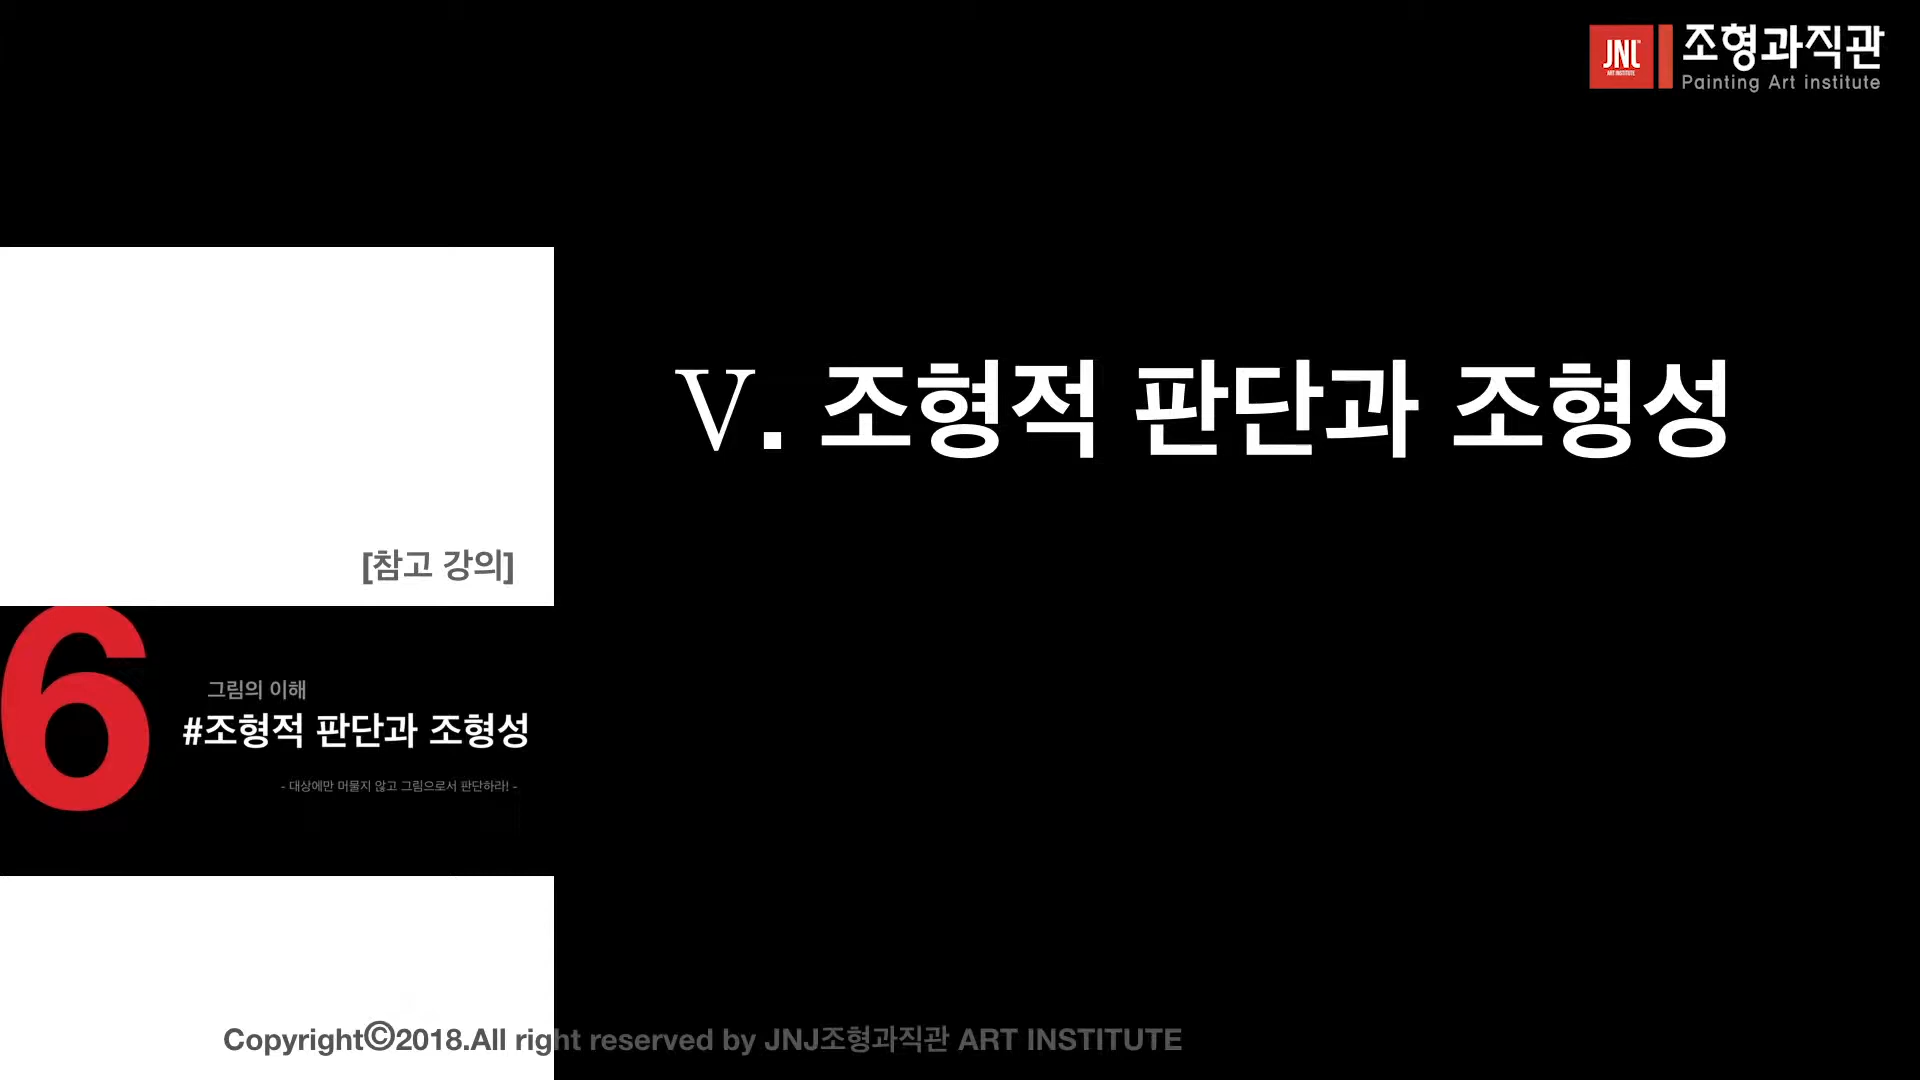 JNL
ART INSTITUTE
조형과직관
Painting Art institute
V. 조형적 판단과 조형성
[참고 강의]
6
그림의 이해
#조형적 판단과 조형성
- 대상에만 머물지 않고 그림으로서 판단하라! -
Copyright©2018.All right reserved by JNJ조형과직관 ART INSTITUTE